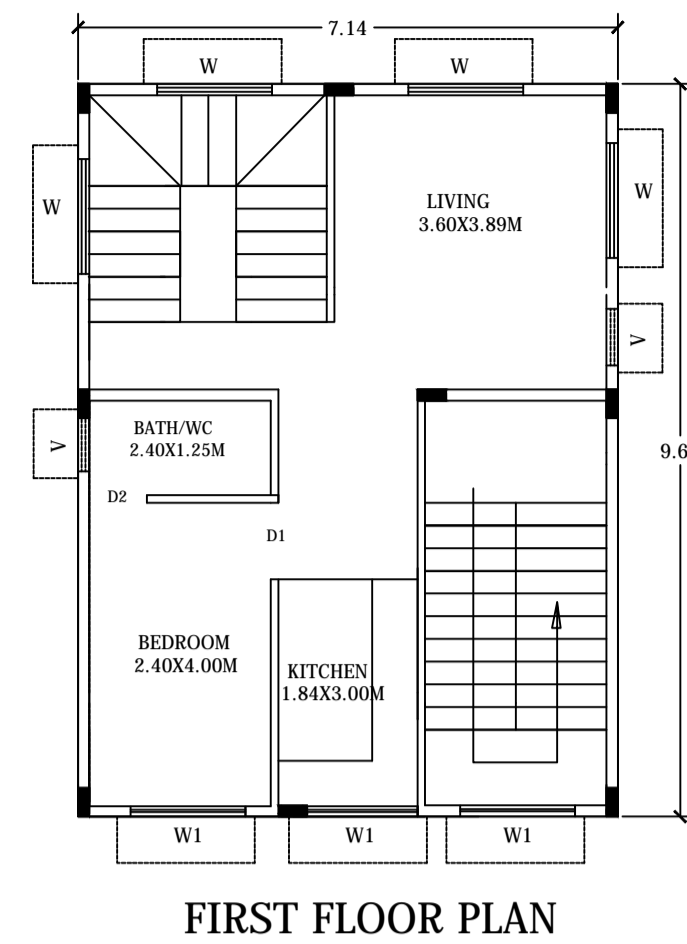 7.14
W
W
W
W
LIVING
3.60X3.89M
V
BATH/WC
2.40X1.25M
V
9.6
D2
D1
BEDROOM
2.40X4.00M
KITCHEN
1.84X3.00M
W1
W1
W1
FIRST FLOOR PLAN